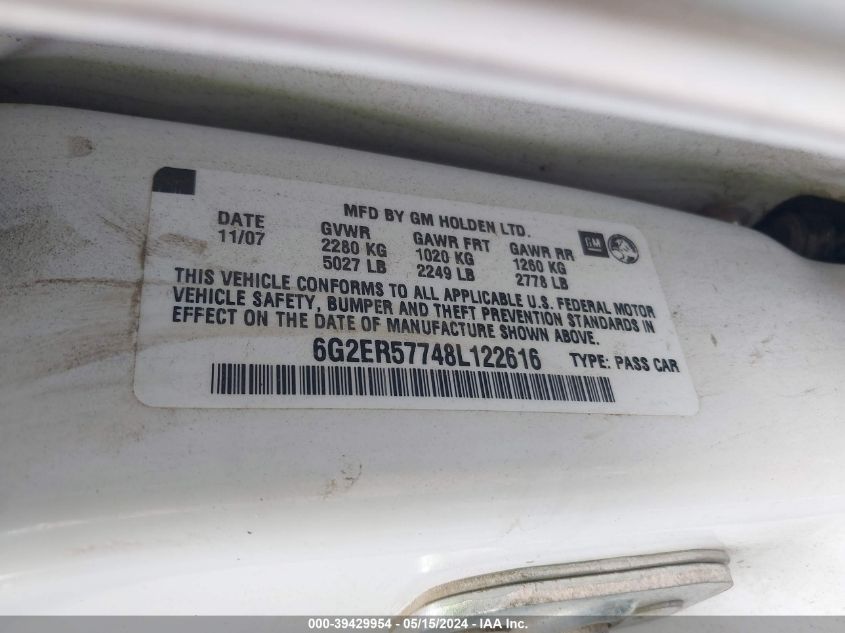 MFD BY GM HOLDEN LTD.
DATE GVWR GAWR FRT GAWR RR GM
11/07 2280 KG 1020 KG 1260 KG
5027 LB 2249 LB 2778 LB
THIS VEHICLE CONFORMS TO ALL APPLICABLE U.S. FEDERAL MOTOR
VEHICLE SAFETY, BUMPER AND THEFT PREVENTION STANDARDS IN
EFFECT ON THE DATE OF MANUFACTURE SHOWN ABOVE.
6G2ER57748L122616 TYPE: PASS CAR
000-39429954 - 05/15/2024 - IAA Inc.